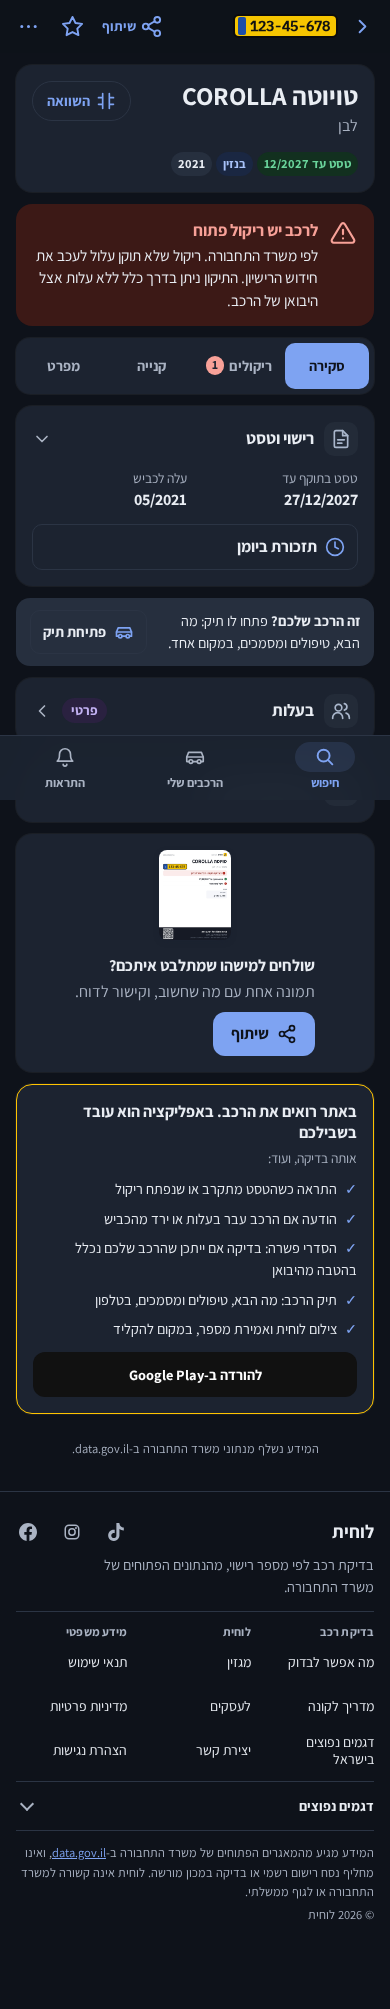 123-45-678
שיתוף
טויוטה COROLLA
השוואה
לבן
טסט עד 12/2027
בנזין
2021
לרכב יש ריקול פתוח
לפי משרד התחבורה. ריקול שלא תוקן עלול לעכב את
חידוש הרישיון. התיקון ניתן בדרך כלל ללא עלות אצל
היבואן של הרכב.
סקירה
ריקולים 1
קנייה
מפרט
רישוי וטסט
טסט בתוקף עד
עלה לכביש
27/12/2027
05/2021
תזכורת ביומן
זה הרכב שלכם? פתחו לו תיק: מה
הבא, טיפולים ומסמכים, במקום אחד.
פתיחת תיק
בעלות
פרטי
חיפוש
הרכבים שלי
התראות
שולחים למישהו שמתלבט איתכם?
תמונה אחת עם מה שחשוב, וקישור לדוח.
שיתוף
באתר רואים את הרכב. באפליקציה הוא עובד
בשבילכם
אותה בדיקה, ועוד:
✓ התראה כשהטסט מתקרב או שנפתח ריקול
✓ הודעה אם הרכב עבר בעלות או ירד מהכביש
✓ הסדרי פשרה: בדיקה אם ייתכן שהרכב שלכם נכלל
בהטבה מהיבואן
✓ תיק הרכב: מה הבא, טיפולים ומסמכים, בטלפון
✓ צילום לוחית ואמירת מספר, במקום להקליד
להורדה ב-Google Play
המידע נשלף מנתוני משרד התחבורה ב-data.gov.il.
לוחית
בדיקת רכב לפי מספר רישוי, מהנתונים הפתוחים של
משרד התחבורה.
בדיקת רכב
לוחית
מידע משפטי
מה אפשר לבדוק
מגזין
תנאי שימוש
מדריך לקונה
לעסקים
מדיניות פרטיות
דגמים נפוצים
בישראל
יצירת קשר
הצהרת נגישות
דגמים נפוצים
המידע מגיע מהמאגרים הפתוחים של משרד התחבורה ב-data.gov.il, ואינו
מחליף נסח רישום רשמי או בדיקה במכון מורשה. לוחית אינה קשורה למשרד
התחבורה או לגוף ממשלתי.
© 2026 לוחית